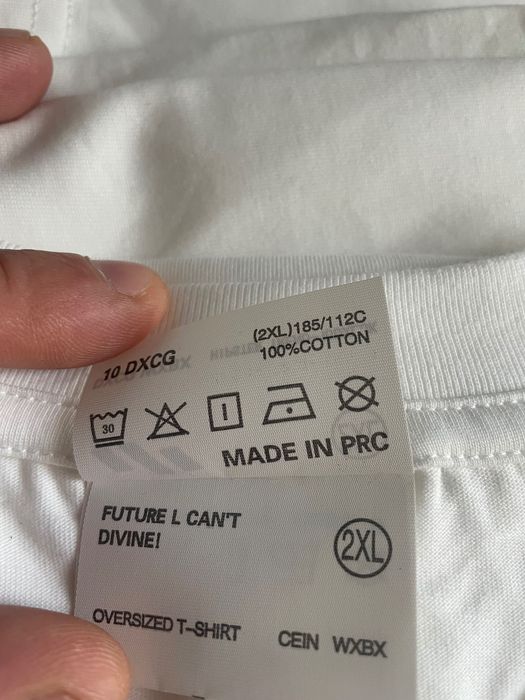 (2XL)185/112C
10 DXCG 100%COTTON
30
MADE IN PRC
FUTURE L CAN'T
DIVINE!
2XL
OVERSIZED T-SHIRT CEIN WXBX